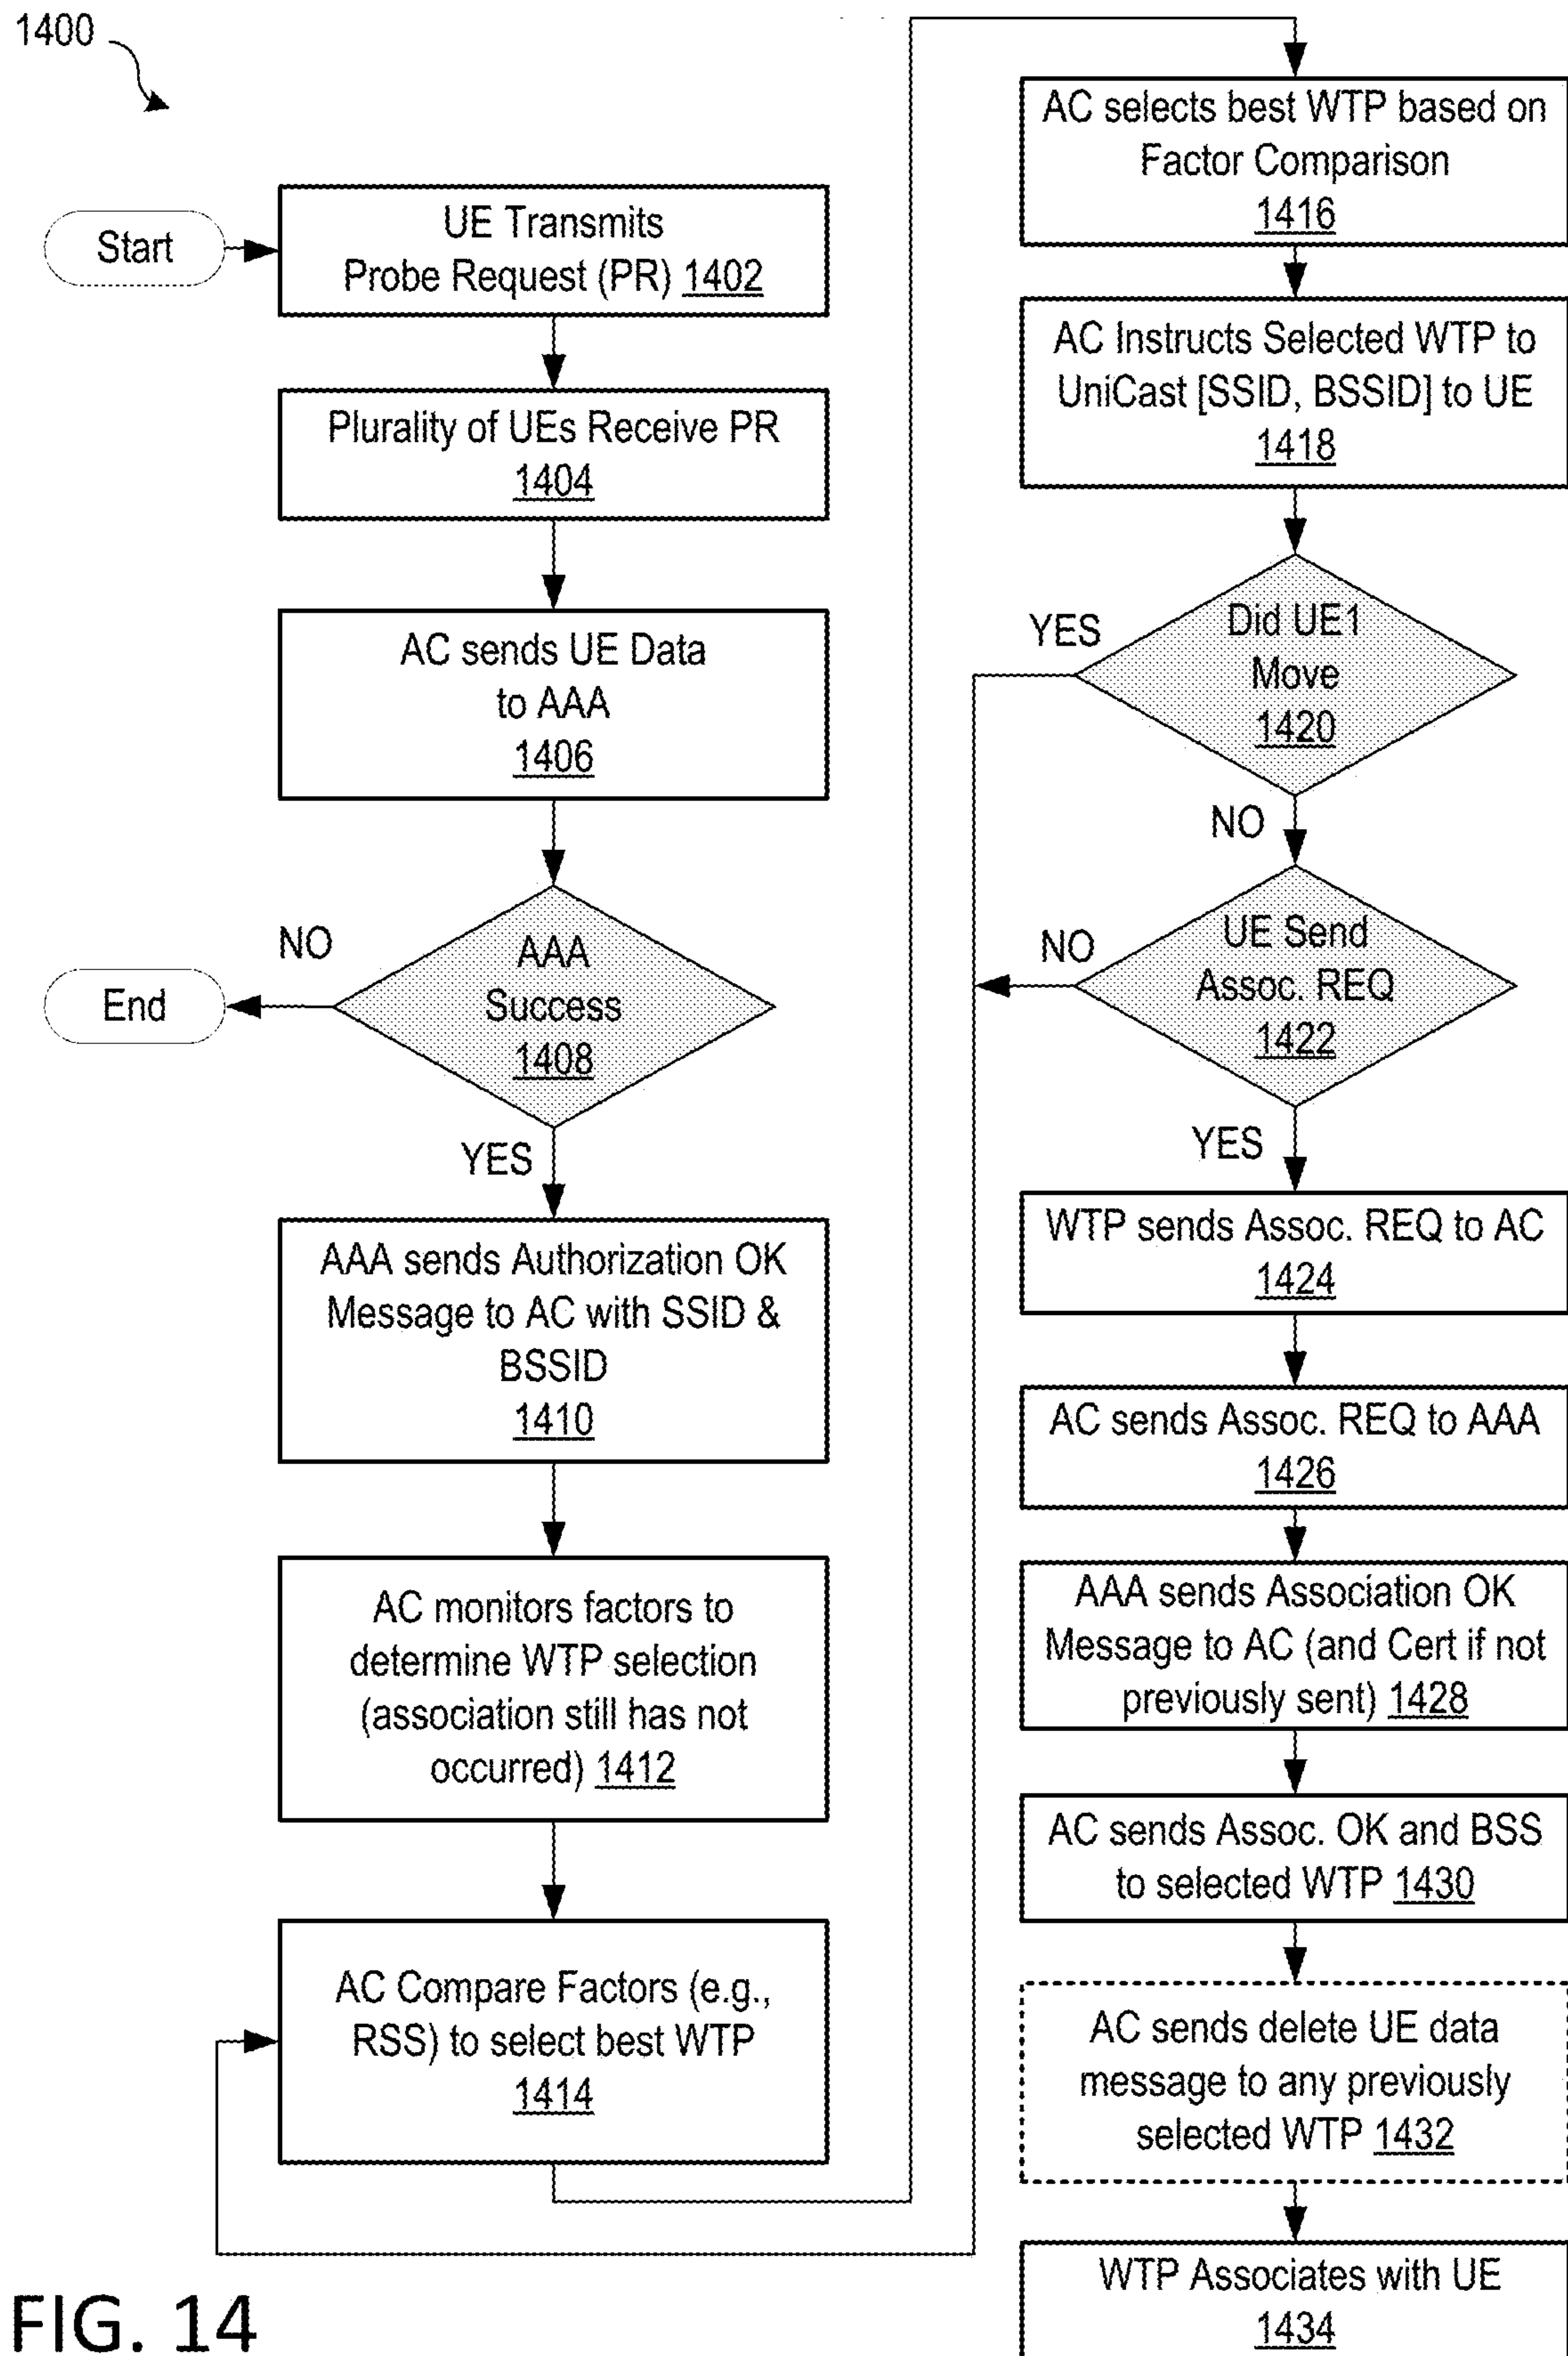 1400
Start
UE Transmits
Probe Request (PR) 1402
Plurality of UEs Receive PR
1404
AC sends UE Data
to AAA
1406
NO
AAA
Success
1408
End
YES
AAA sends Authorization OK
Message to AC with SSID &
BSSID
1410
AC monitors factors to
determine WTP selection
(association still has not
occurred) 1412
AC Compare Factors (e.g.,
RSS) to select best WTP
1414
AC selects best WTP based on
Factor Comparison
1416
AC Instructs Selected WTP to
UniCast [SSID, BSSID] to UE
1418
YES
Did UE1
Move
1420
NO
NO
UE Send
Assoc. REQ
1422
YES
WTP sends Assoc. REQ to AC
1424
AC sends Assoc. REQ to AAA
1426
AAA sends Association OK
Message to AC (and Cert if not
previously sent) 1428
AC sends Assoc. OK and BSS
to selected WTP 1430
AC sends delete UE data
message to any previously
selected WTP 1432
WTP Associates with UE
1434
FIG. 14